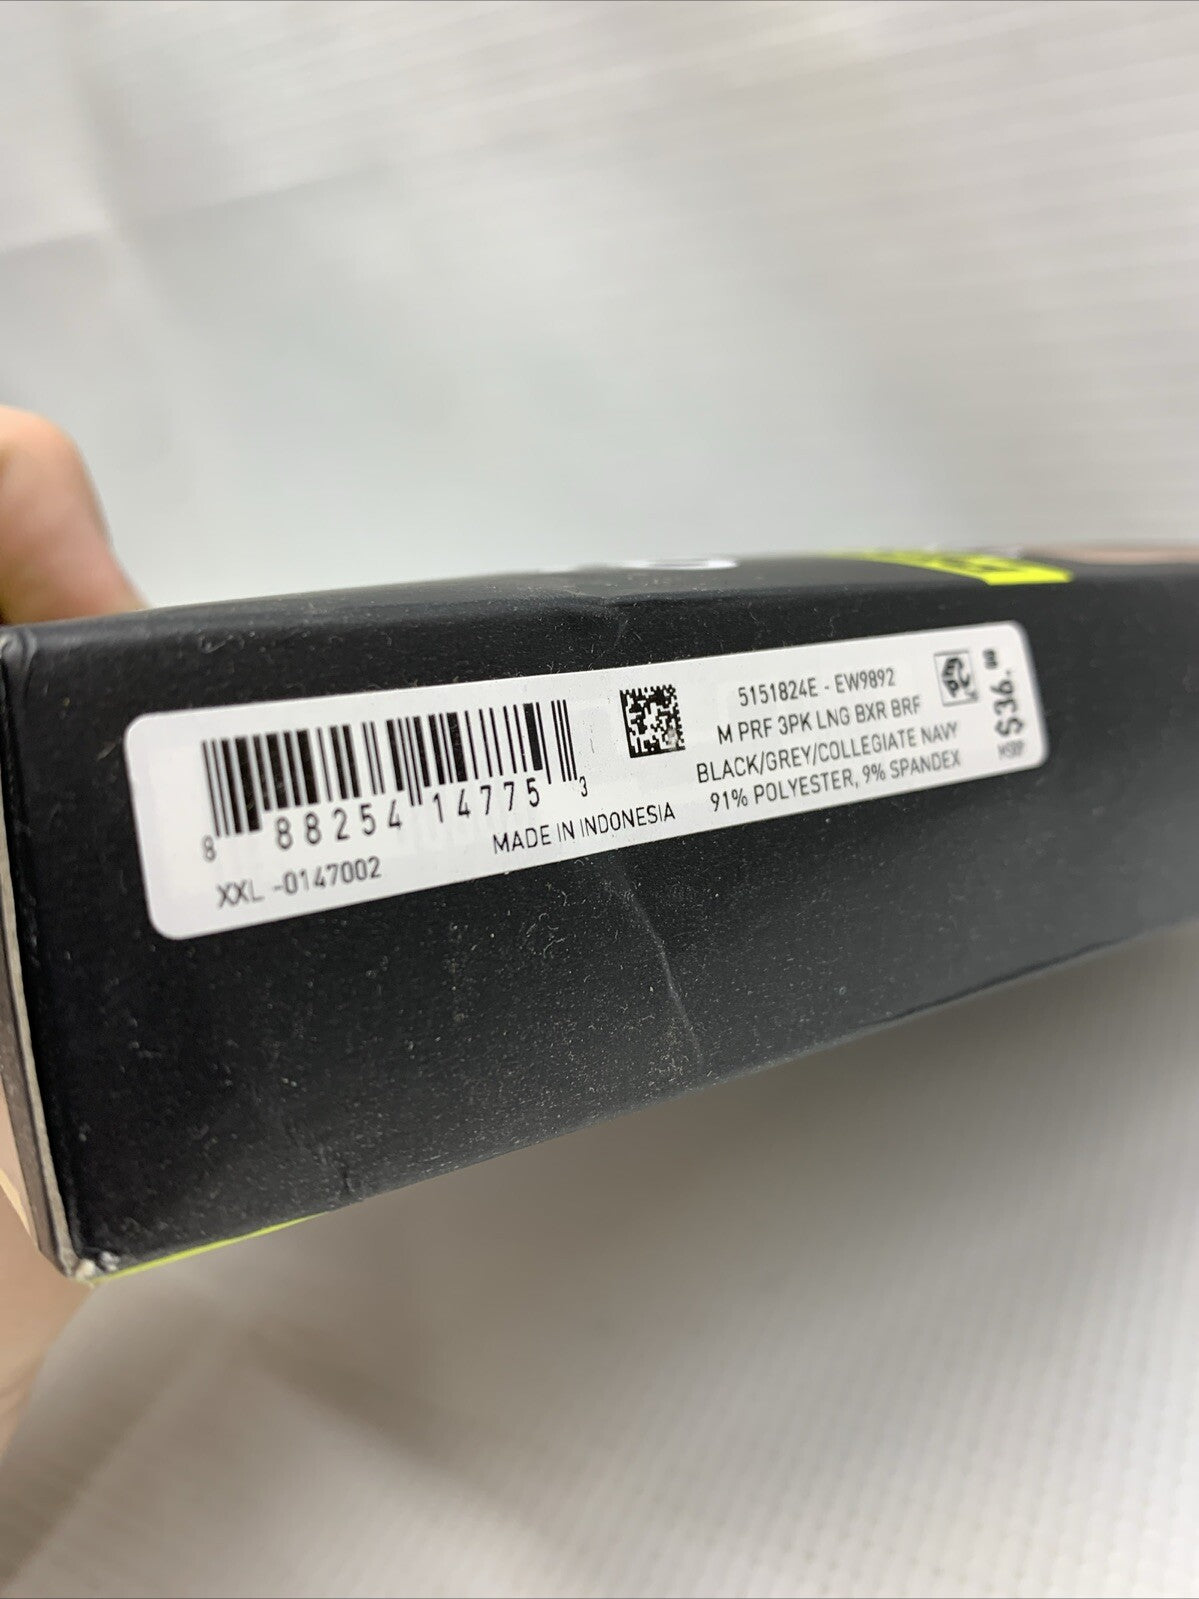 8 88254 14775 3
XXL -0147002
MADE IN INDONESIA
5151824E - EW9892
M PRF 3PK LNG BXR BRF
BLACK/GREY/COLLEGIATE NAVY
91% POLYESTER, 9% SPANDEX
$36.00
MSRP